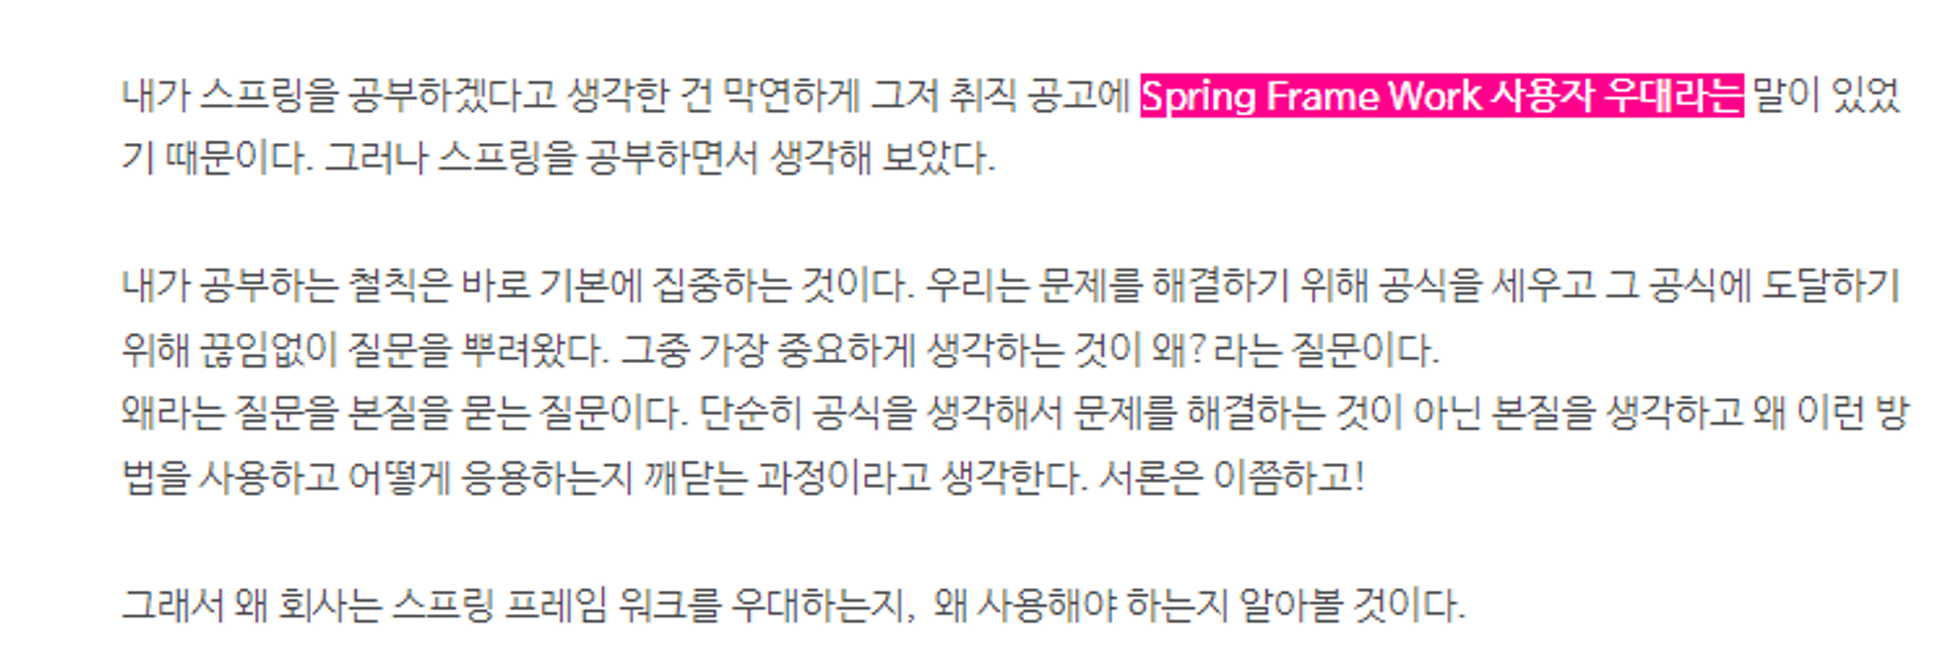 내가 스프링을 공부하겠다고 생각한 건 막연하게 그저 취직 공고에 Spring Frame Work 사용자 우대라는 말이 있었
기 때문이다. 그러나 스프링을 공부하면서 생각해 보았다.
내가 공부하는 철칙은 바로 기본에 집중하는 것이다. 우리는 문제를 해결하기 위해 공식을 세우고 그 공식에 도달하기
위해 끊임없이 질문을 뿌려왔다. 그중 가장 중요하게 생각하는 것이 왜? 라는 질문이다.
왜라는 질문을 본질을 묻는 질문이다. 단순히 공식을 생각해서 문제를 해결하는 것이 아닌 본질을 생각하고 왜 이런 방
법을 사용하고 어떻게 응용하는지 깨닫는 과정이라고 생각한다. 서론은 이쯤하고!
그래서 왜 회사는 스프링 프레임 워크를 우대하는지, 왜 사용해야 하는지 알아볼 것이다.